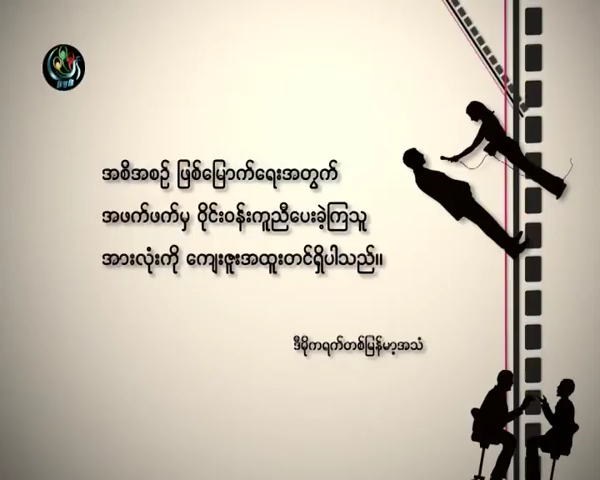 အစီအစဉ် ဖြစ်မြောက်ရေးအတွက်
အဖက်ဖက်မှ ဝိုင်းဝန်းကူညီပေးခဲ့ကြသူ
အားလုံးကို ကျေးဇူးအထူးတင်ရှိပါသည်။
ဒီမိုကရက်တစ်မြန်မာ့အသံ